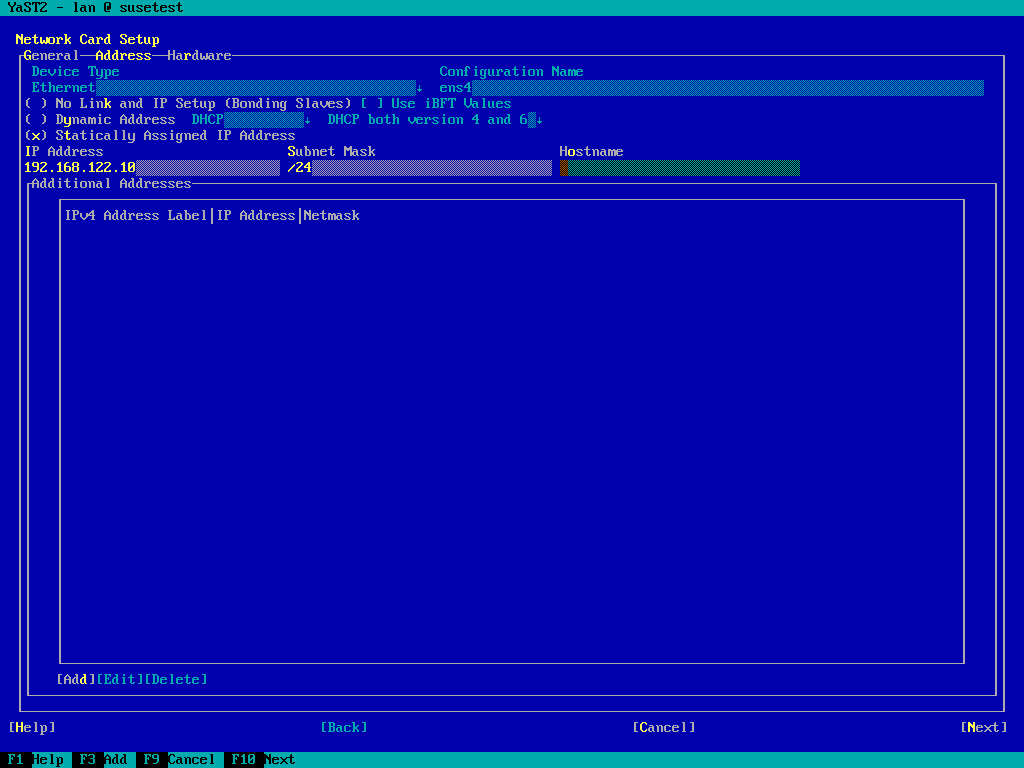 YaST2 - lan @ susetest
Network Card Setup
General Address Hardware
Device Type Configuration Name
Ethernet ↓ ens4
( ) No Link and IP Setup (Bonding Slaves) [ ] Use iBFT Values
( ) Dynamic Address DHCP ↓ DHCP both version 4 and 6 ↓
(x) Statically Assigned IP Address
IP Address Subnet Mask Hostname
192.168.122.10 /24
Additional Addresses
IPv4 Address Label|IP Address|Netmask
[Add][Edit][Delete]
[Help] [Back] [Cancel] [Next]
F1 Help F3 Add F9 Cancel F10 Next